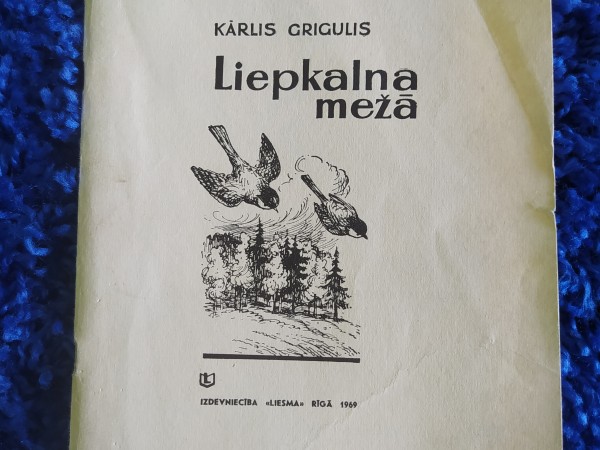 KĀRLIS GRIGULIS
Liepkalna
mežā
IZDEVNIECĪBA «LIESMA» RĪGĀ 1969